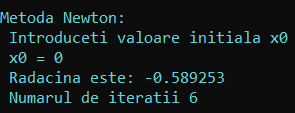 Metoda Newton:
Introduceti valoare initiala x0
x0 = 0
Radacina este: -0.589253
Numarul de iteratii 6